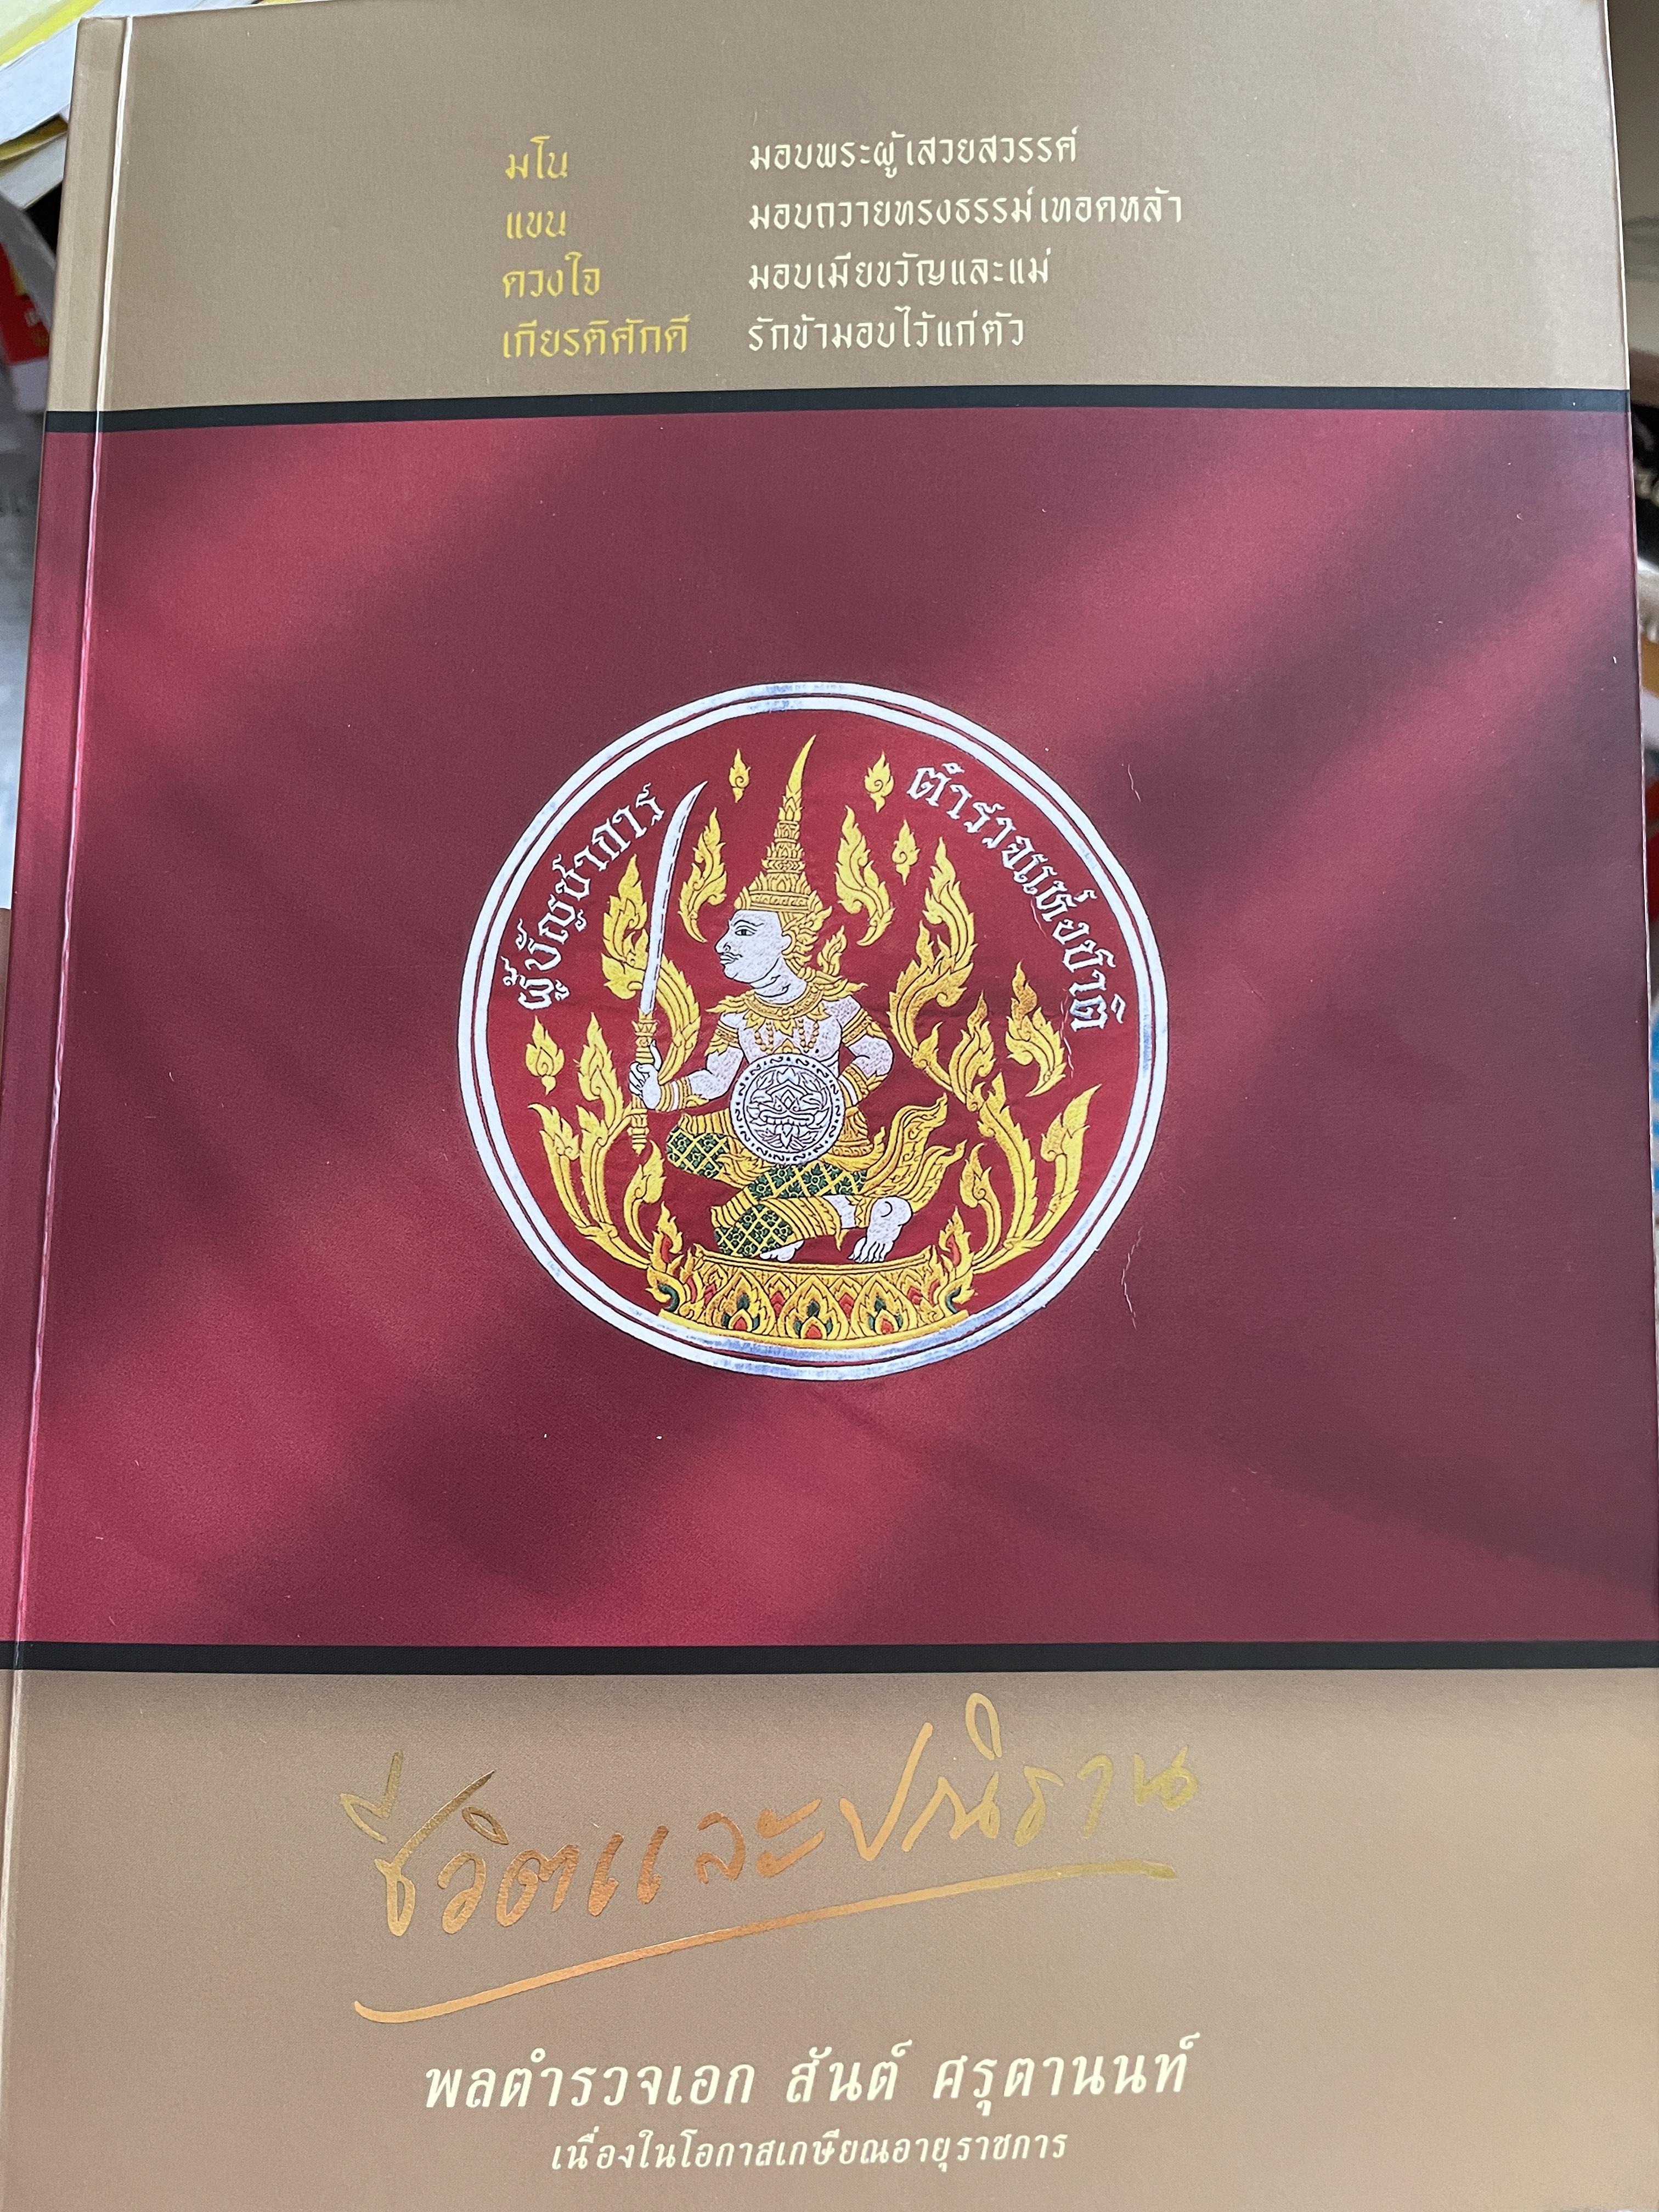 มโน มอบพระผู้เสวยสวรรค์
แขน มอบถวายทรงธรรม์เทอดหล้า
ดวงใจ มอบเมียขวัญและแม่
เกียรติศักดิ์ รักข้ามอบไว้แก่ตัว
ผู้บัญชาการ ตำรวจแห่งชาติ
ชีวิตและปณิธาน
พลตำรวจเอก สันต์ ศรุตานนท์
เนื่องในโอกาสเกษียณอายุราชการ